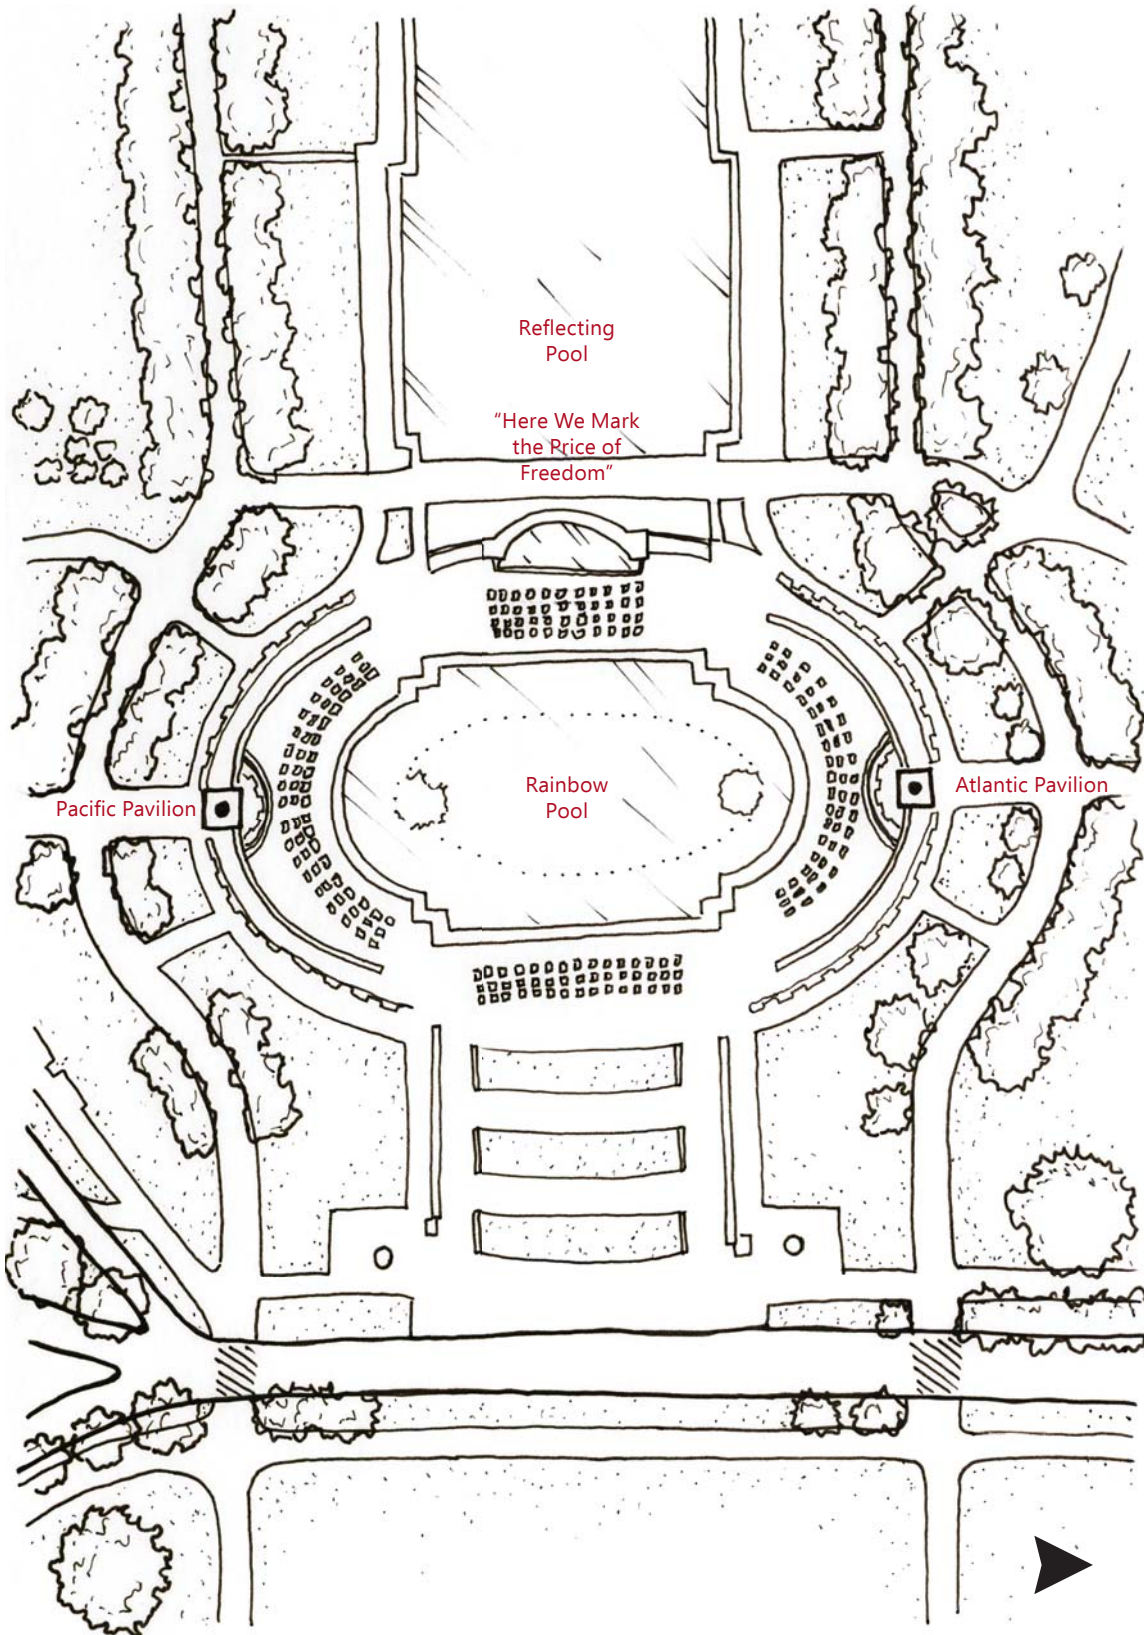 Reflecting
Pool
“Here We Mark
the Price of
Freedom”
Rainbow
Pool
Pacific Pavilion
Atlantic Pavilion